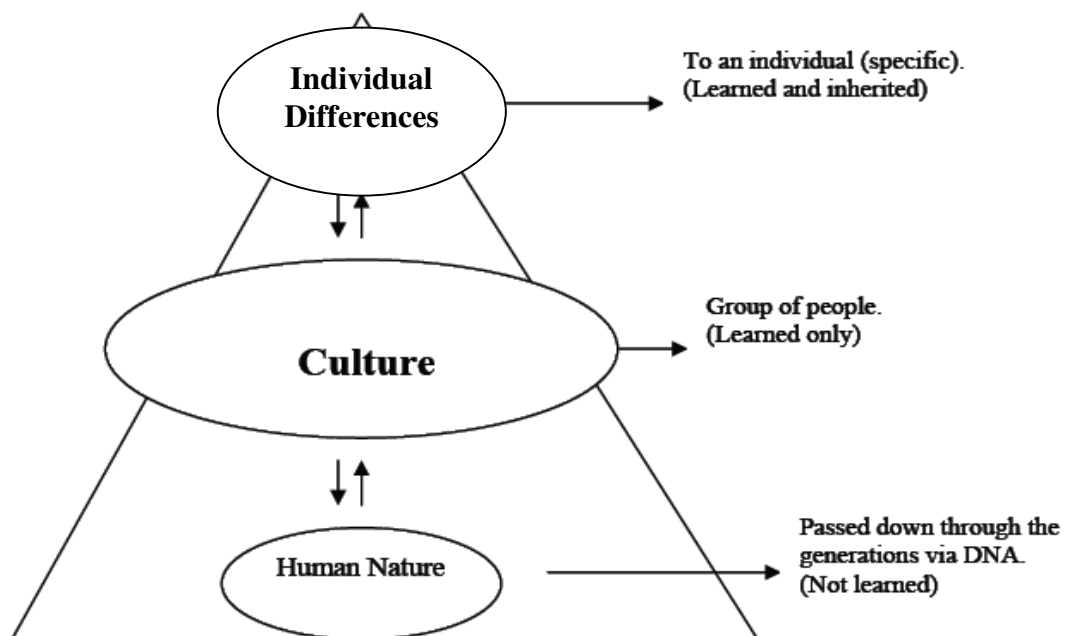 Individual
Differences
To an individual (specific).
(Learned and inherited)
Culture
Group of people.
(Learned only)
Human Nature
Passed down through the
generations via DNA.
(Not learned)